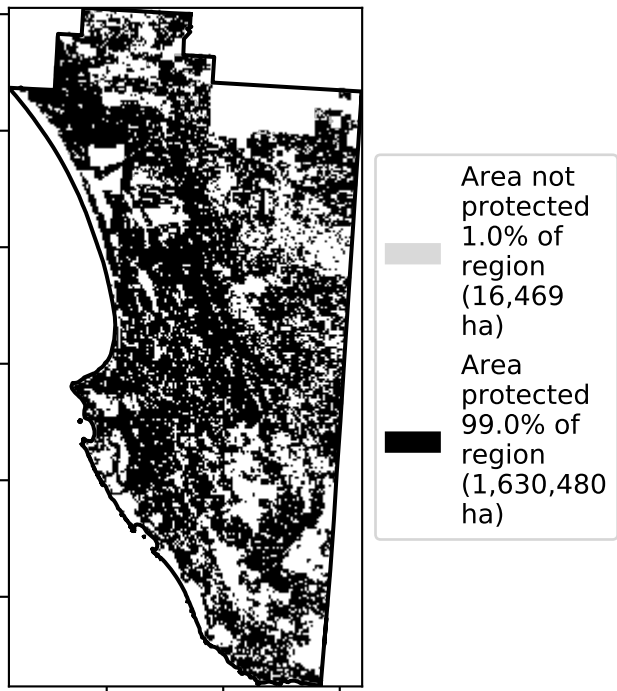 Area not
protected
1.0% of
region
(16,469
ha)
Area
protected
99.0% of
region
(1,630,480
ha)